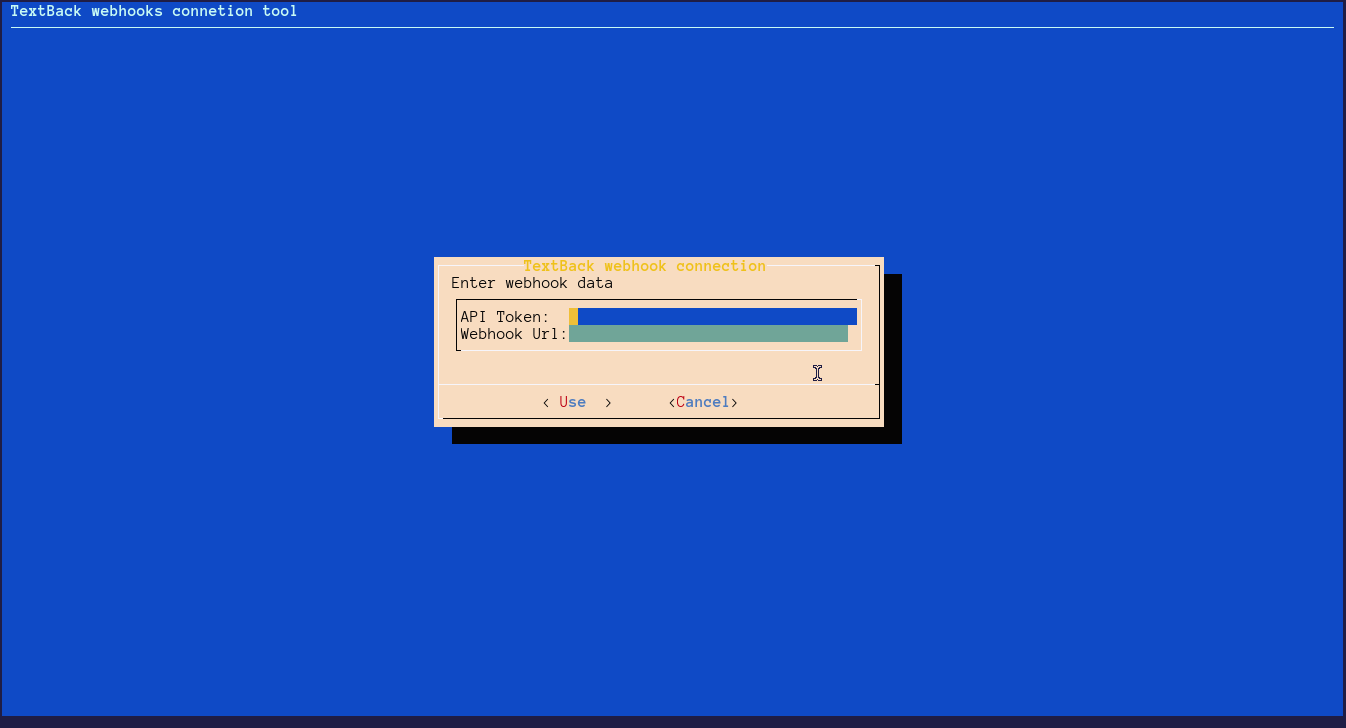 TextBack webhooks connetion tool
TextBack webhook connection
Enter webhook data
API Token:
Webhook Url:
< Use  > <Cancel>